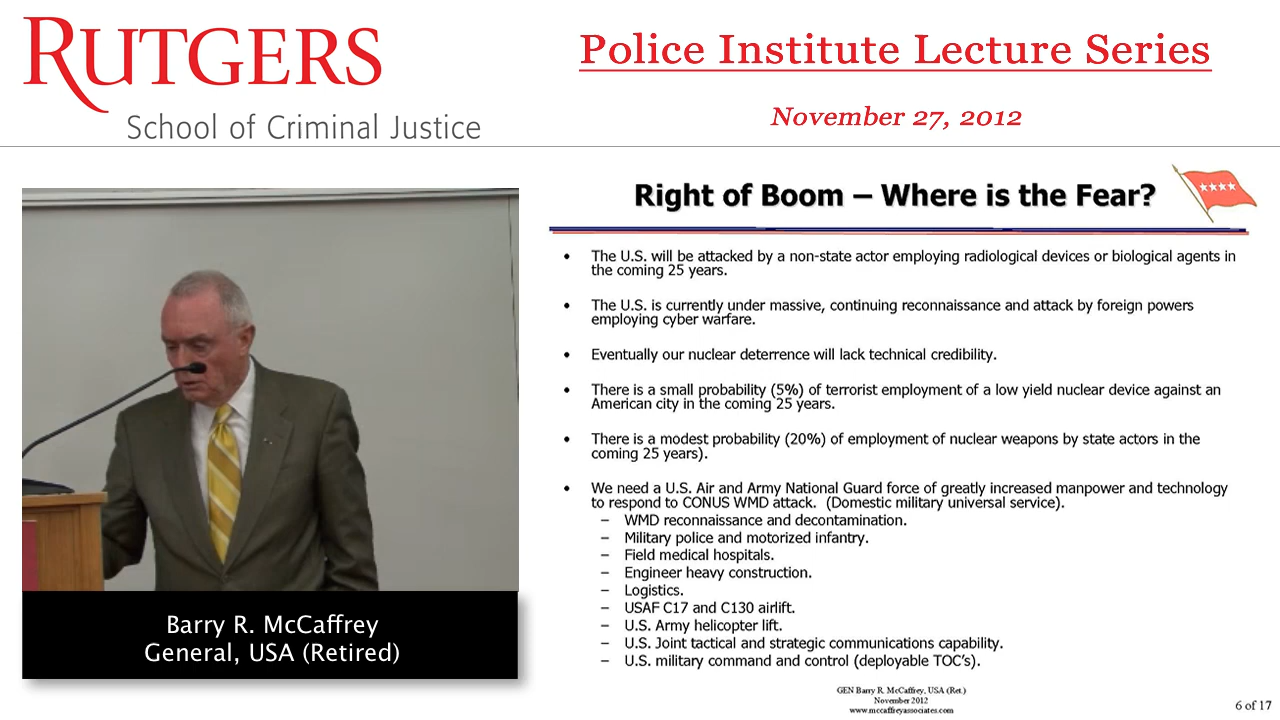 RUTGERS
School of Criminal Justice
Police Institute Lecture Series
November 27, 2012
Barry R. McCaffrey
General, USA (Retired)
Right of Boom – Where is the Fear?
• The U.S. will be attacked by a non-state actor employing radiological devices or biological agents in
the coming 25 years.
• The U.S. is currently under massive, continuing reconnaissance and attack by foreign powers
employing cyber warfare.
• Eventually our nuclear deterrence will lack technical credibility.
• There is a small probability (5%) of terrorist employment of a low yield nuclear device against an
American city in the coming 25 years.
• There is a modest probability (20%) of employment of nuclear weapons by state actors in the
coming 25 years).
• We need a U.S. Air and Army National Guard force of greatly increased manpower and technology
to respond to CONUS WMD attack. (Domestic military universal service).
– WMD reconnaissance and decontamination.
– Military police and motorized infantry.
– Field medical hospitals.
– Engineer heavy construction.
– Logistics.
– USAF C17 and C130 airlift.
– U.S. Army helicopter lift.
– U.S. Joint tactical and strategic communications capability.
– U.S. military command and control (deployable TOC's).
GEN Barry R. McCaffrey, USA (Ret.)
November 2012
www.mccaffreyassociates.com
6 of 17